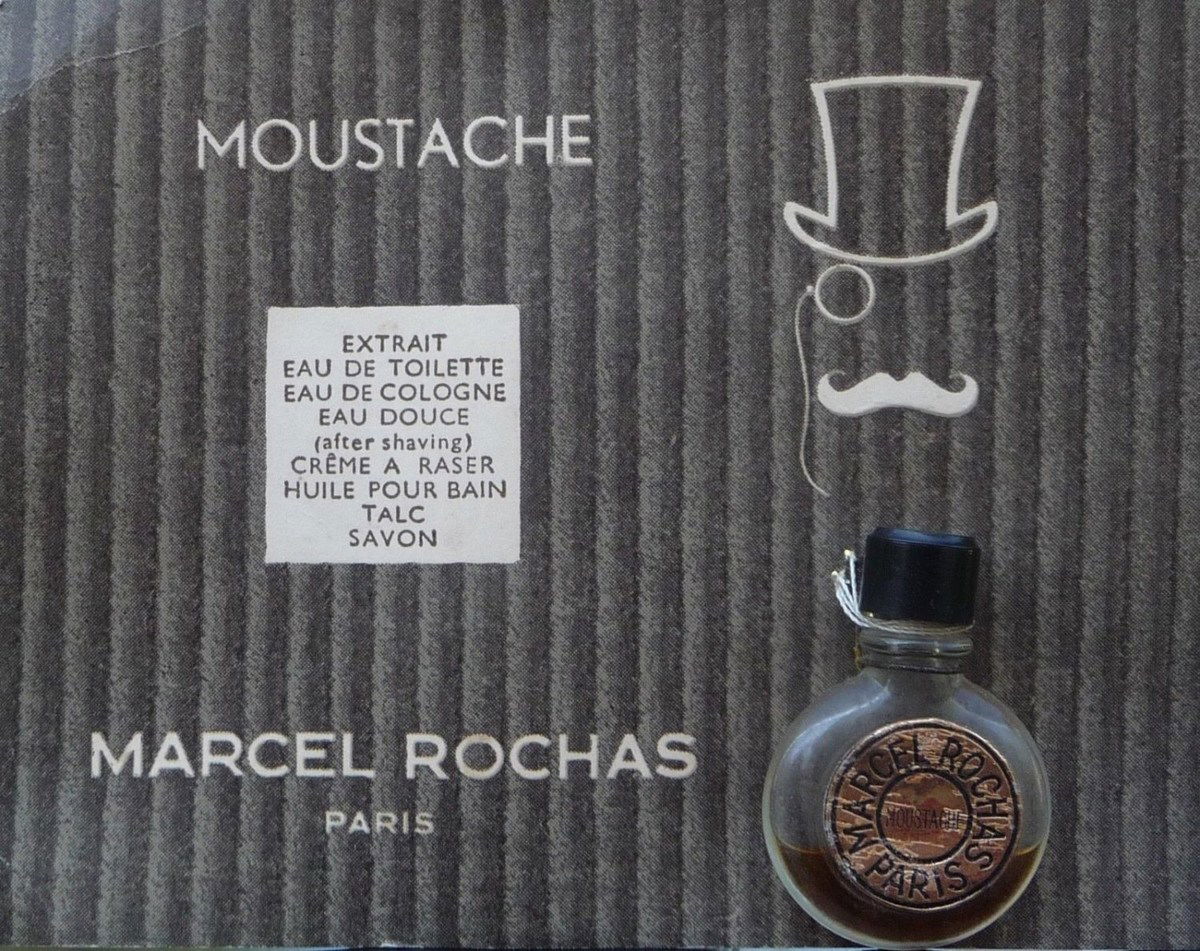 MOUSTACHE
EXTRAIT
EAU DE TOILETTE
EAU DE COLOGNE
EAU DOUCE
(after shaving)
CRÊME A RASER
HUILE POUR BAIN
TALC
SAVON
MARCEL ROCHAS
PARIS
MARCEL ROCHAS
MOUSTACHE
PARIS